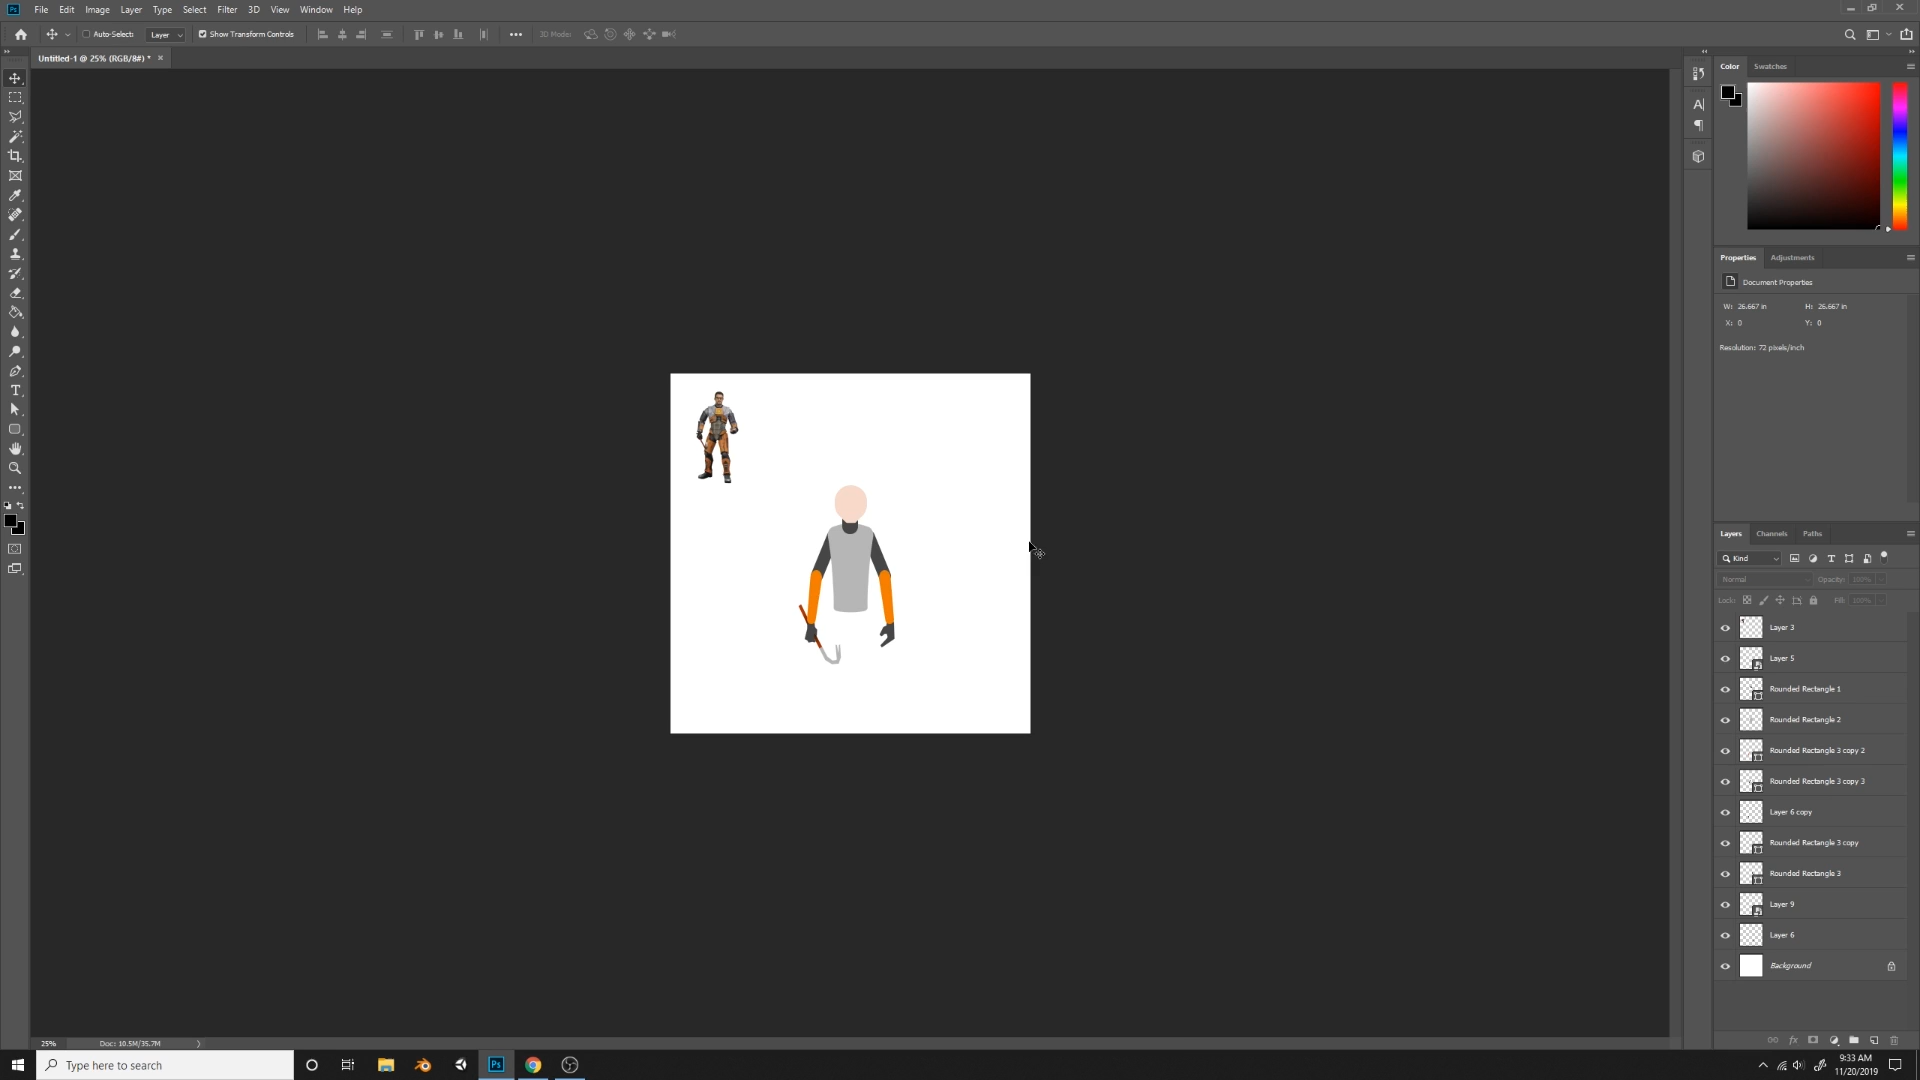 Ps File Edit Image Layer Type Select Filter 3D View Window Help
Auto-Select: Layer Show Transform Controls 3D Mode:
Untitled-1 @ 25% (RGB/8#) *
Color Swatches
Properties Adjustments
Document Properties
W: 26.667 in H: 26.667 in
X: 0 Y: 0
Resolution: 72 pixels/inch
Layers Channels Paths
Kind
Normal Opacity: 100%
Lock: Fill: 100%
Layer 3
Layer 5
Rounded Rectangle 1
Rounded Rectangle 2
Rounded Rectangle 3 copy 2
Rounded Rectangle 3 copy 3
Layer 6 copy
Rounded Rectangle 3 copy
Rounded Rectangle 3
Layer 9
Layer 6
Background
25% Doc: 10.5M/35.7M
Type here to search
Ps
9:33 AM
11/20/2019